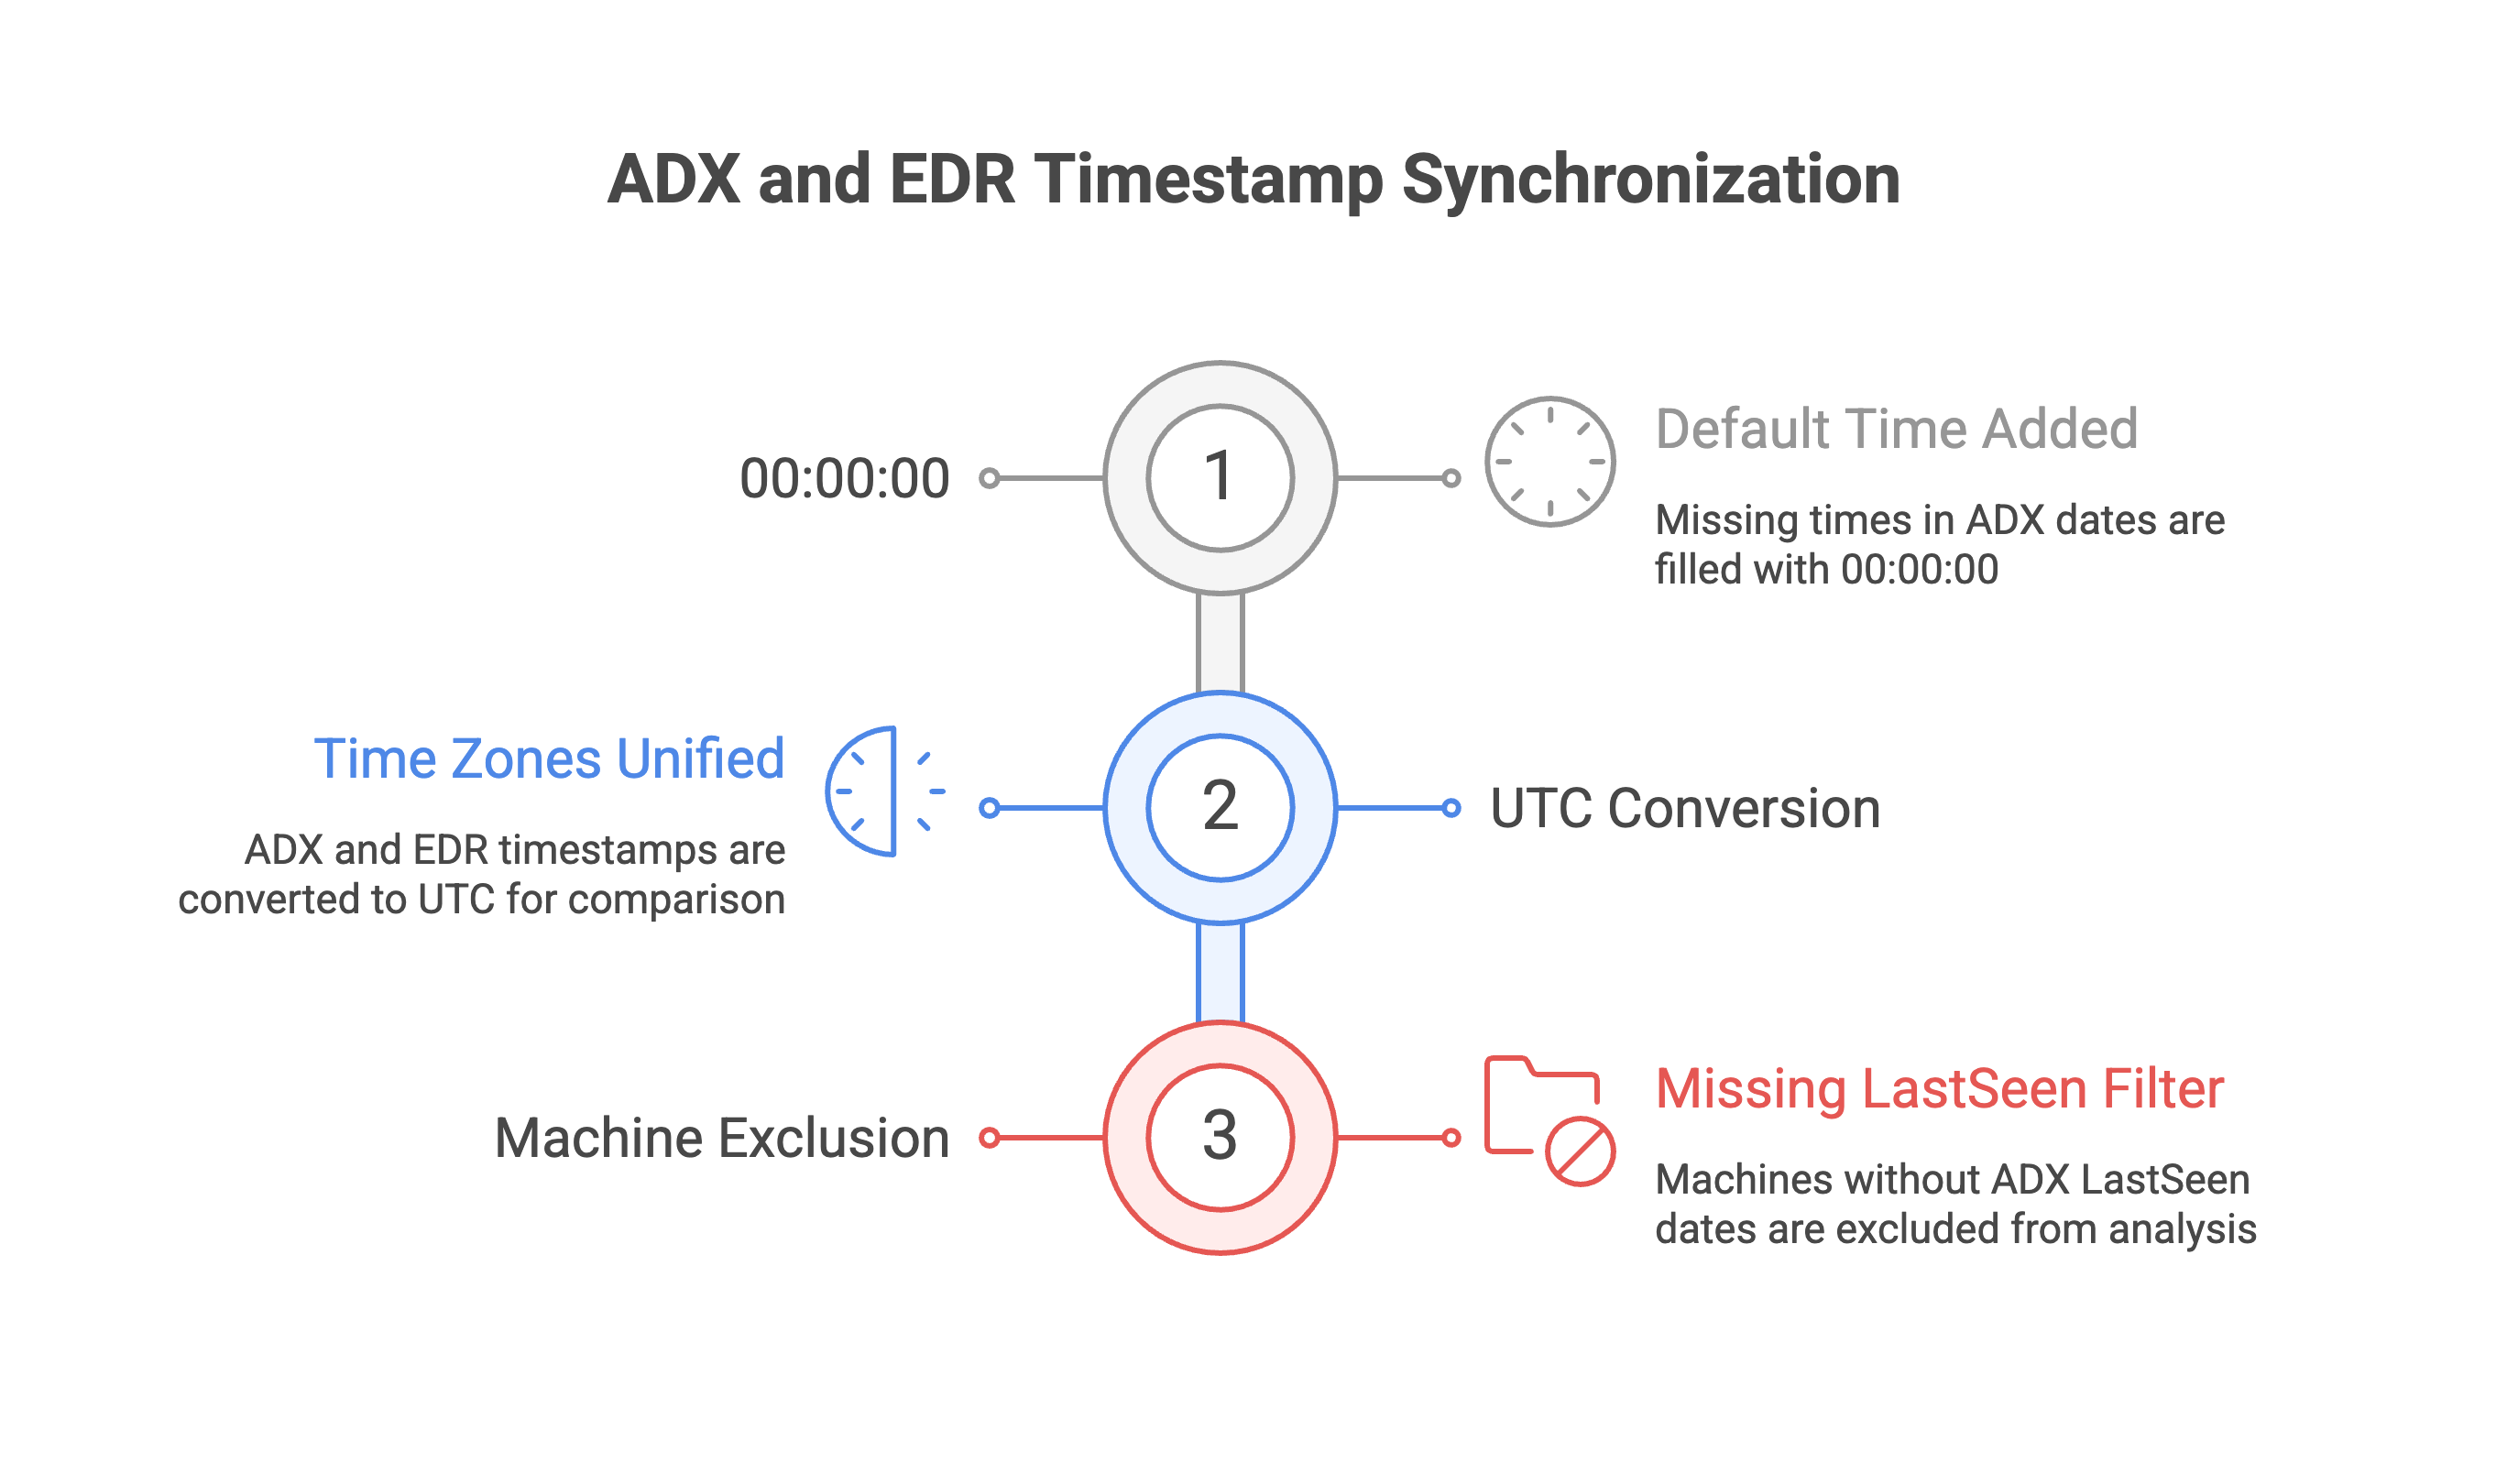 ADX and EDR Timestamp Synchronization
00:00:00
1
Default Time Added
Missing times in ADX dates are
filled with 00:00:00
Time Zones Unified
ADX and EDR timestamps are
converted to UTC for comparison
2
UTC Conversion
Machine Exclusion
3
Missing LastSeen Filter
Machines without ADX LastSeen
dates are excluded from analysis